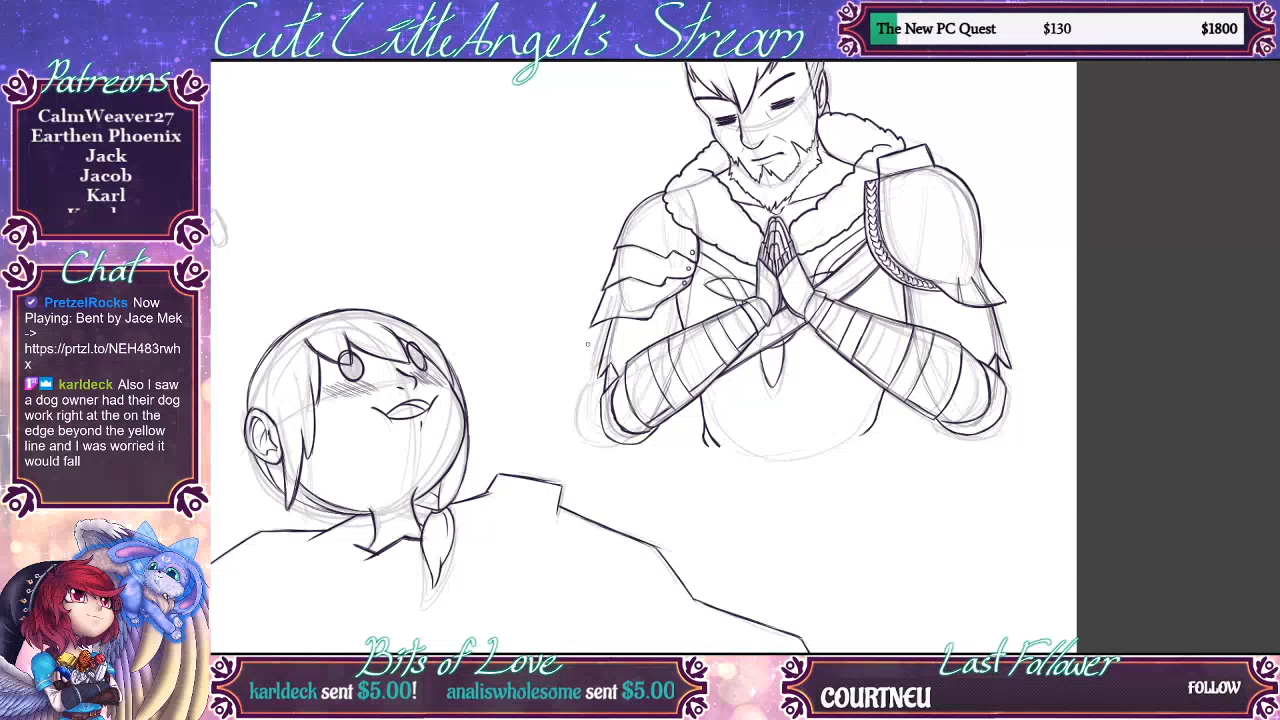 CuteLittleAngel's Stream
The New PC Quest $130 $1800
Patreons
CalmWeaver27
Earthen Phoenix
Jack
Jacob
Karl
Chat
PretzelRocks Now
Playing: Bent by Jace Mek
->
https://prtzl.to/NEH483rwh
x
karldeck Also I saw
a dog owner had their dog
work right at the on the
edge beyond the yellow
line and I was worried it
would fall
Bits of Love
karldeck sent $5.00! analiswholesome sent $5.00
Last Follower
COURTNEU FOLLOW